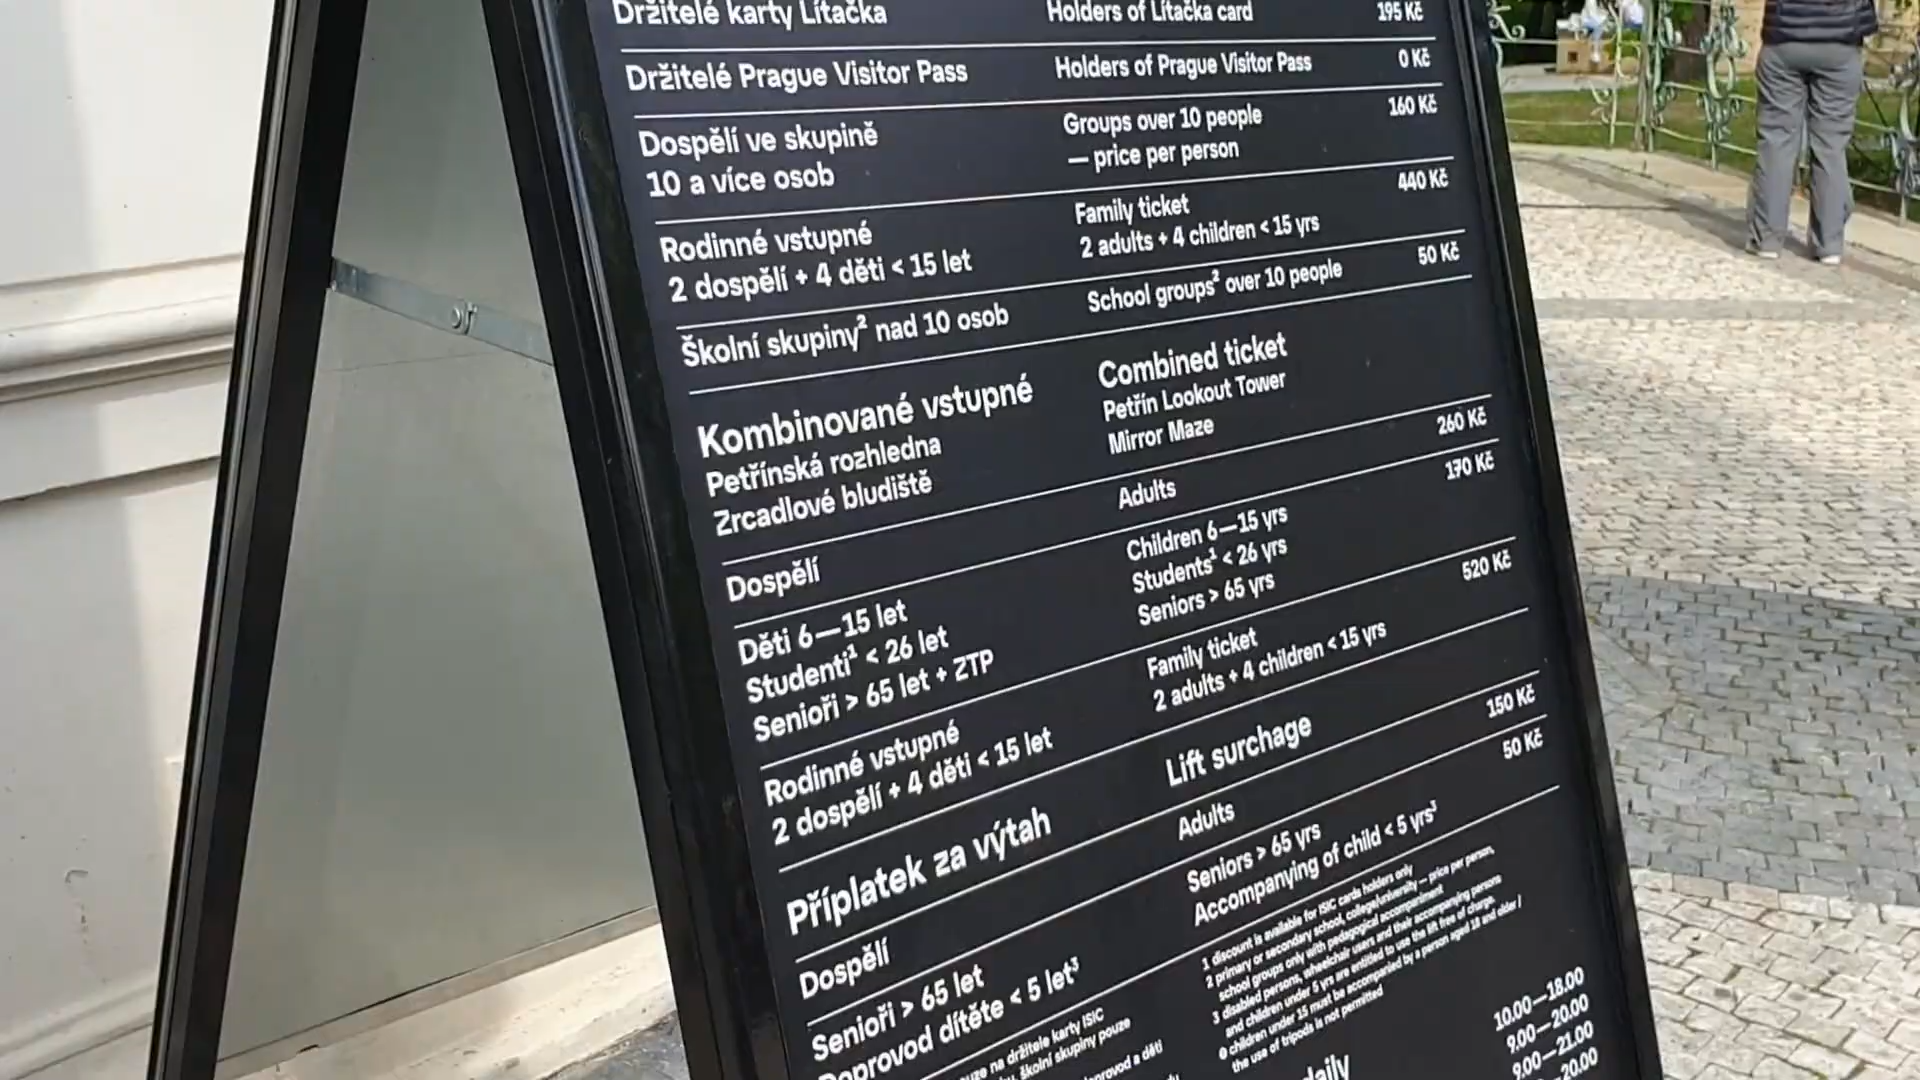 Držitelé karty Lítačka Holders of Lítačka card 195 Kč
Držitelé Prague Visitor Pass Holders of Prague Visitor Pass 0 Kč
Dospělí ve skupině Groups over 10 people 160 Kč
10 a více osob — price per person
Rodinné vstupné Family ticket 440 Kč
2 dospělí + 4 děti < 15 let 2 adults + 4 children < 15 yrs
Školní skupiny² nad 10 osob School groups² over 10 people 50 Kč
Kombinované vstupné Combined ticket
Petřínská rozhledna Petřín Lookout Tower
Zrcadlové bludiště Mirror Maze
Dospělí Adults 260 Kč
Děti 6—15 let Children 6—15 yrs 170 Kč
Studenti¹ < 26 let Students¹ < 26 yrs
Senioři > 65 let + ZTP Seniors > 65 yrs
Rodinné vstupné Family ticket 520 Kč
2 dospělí + 4 děti < 15 let 2 adults + 4 children < 15 yrs
Příplatek za výtah Lift surchage
Dospělí Adults 150 Kč
Senioři > 65 let Seniors > 65 yrs 50 Kč
Doprovod dítěte < 5 let³ Accompanying of child < 5 yrs³
1 discount is available for ISIC cards holders only
2 primary or secondary school, college/university — price per person,
school groups only with pedagogical accompaniment
3 disabled persons, wheelchair users and their accompanying persons
and children under 5 yrs are entitled to use the lift free of charge.
children under 15 must be accompanied by a person aged 18 and older /
the use of tripods is not permitted
na držitele karty ISIC
školní skupiny pouze
a dětí
daily
10.00—18.00
9.00—20.00
9.00—21.00
20.00